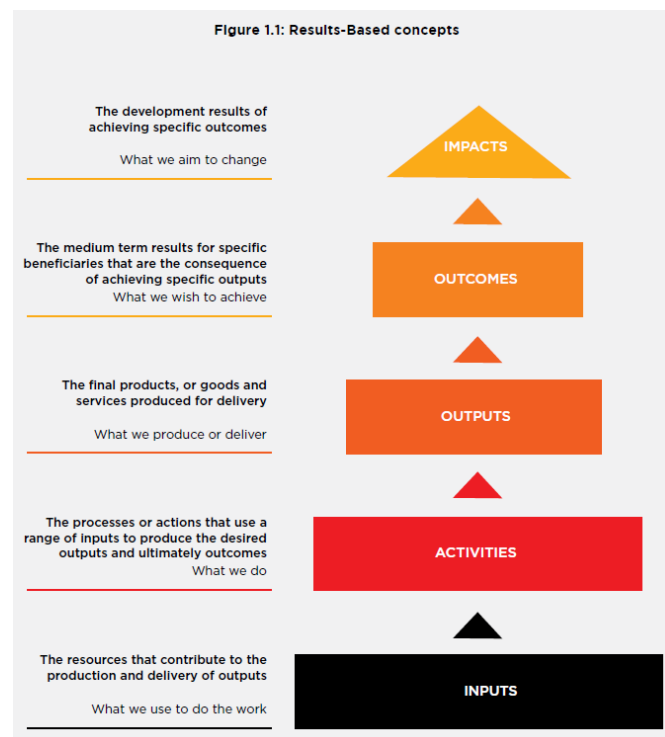 Figure 1.1: Results-Based concepts
The development results of
achieving specific outcomes
What we aim to change
IMPACTS
The medium term results for specific
beneficiaries that are the consequence
of achieving specific outputs
What we wish to achieve
OUTCOMES
The final products, or goods and
services produced for delivery
What we produce or deliver
OUTPUTS
The processes or actions that use a
range of inputs to produce the desired
outputs and ultimately outcomes
What we do
ACTIVITIES
The resources that contribute to the
production and delivery of outputs
What we use to do the work
INPUTS